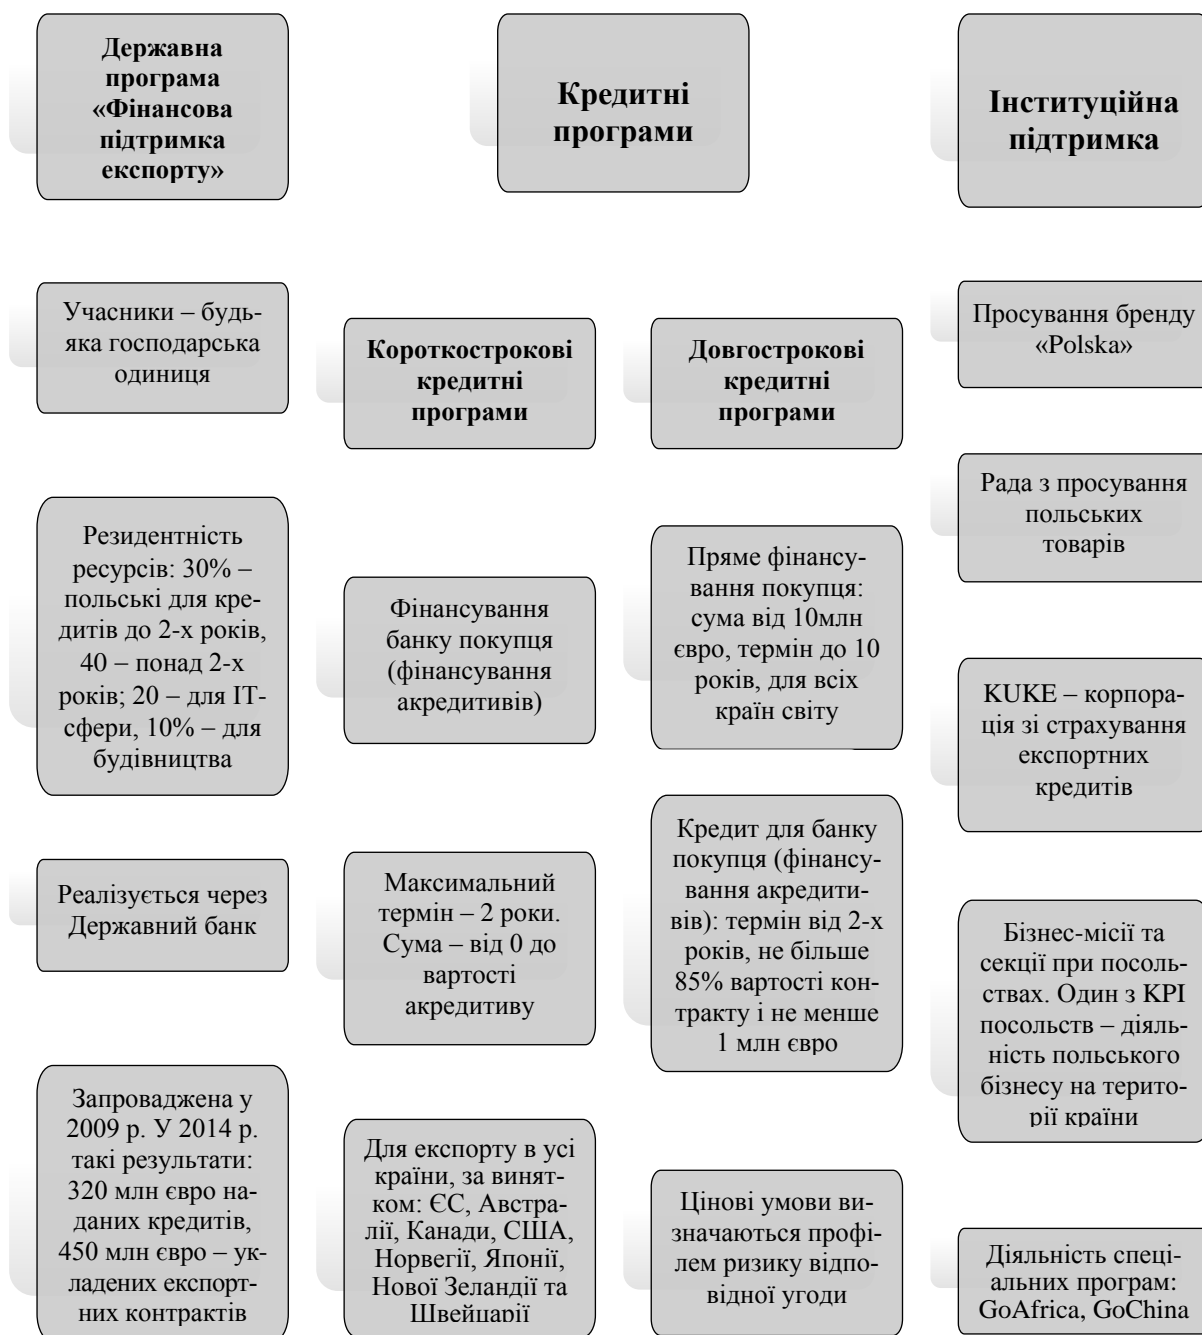 Державна
програма
«Фінансова
підтримка
експорту»
Учасники – будь-
яка господарська
одиниця
Резидентність
ресурсів: 30% –
польські для кре-
дитів до 2-х років,
40 – понад 2-х
років; 20 – для ІТ-
сфери, 10% – для
будівництва
Реалізується через
Державний банк
Запроваджена у
2009 р. У 2014 р.
такі результати:
320 млн євро на-
даних кредитів,
450 млн євро – ук-
ладених експорт-
них контрактів
Кредитні
програми
Короткострокові
кредитні
програми
Фінансування
банку покупця
(фінансування
акредитивів)
Максимальний
термін – 2 роки.
Сума – від 0 до
вартості
акредитиву
Для експорту в усі
країни, за винят-
ком: ЄС, Австра-
лії, Канади, США,
Норвегії, Японії,
Нової Зеландії та
Швейцарії
Довгострокові
кредитні
програми
Пряме фінансу-
вання покупця:
сума від 10млн
євро, термін до 10
років, для всіх
країн світу
Кредит для банку
покупця (фінансу-
вання акредити-
вів): термін від 2-х
років, не більше
85% вартості кон-
тракту і не менше
1 млн євро
Цінові умови ви-
значаються профі-
лем ризику відпо-
відної угоди
Інституційна
підтримка
Просування бренду
«Polska»
Рада з просування
польських
товарів
KUKE – корпора-
ція зі страхування
експортних
кредитів
Бізнес-місії та
секції при посоль-
ствах. Один з KPI
посольств – діяль-
ність польського
бізнесу на терито-
рії країни
Діяльність спеці-
альних програм:
GoAfrica, GoChina